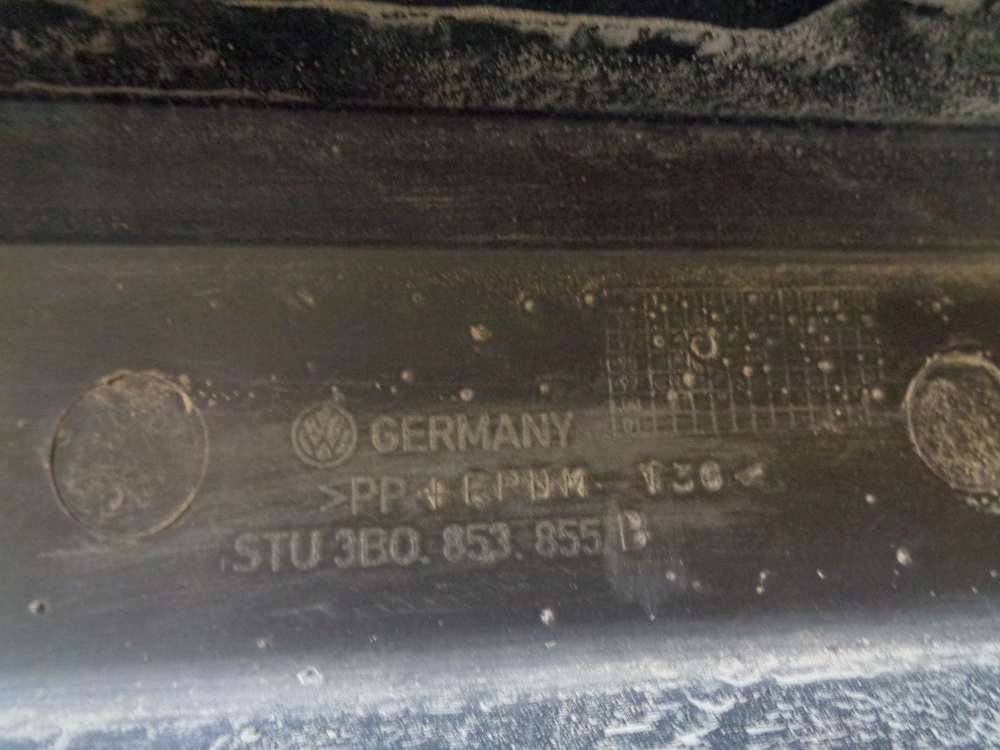 GERMANY
>PP+EPDM-T30<
STU 3B0. 853. 855 B